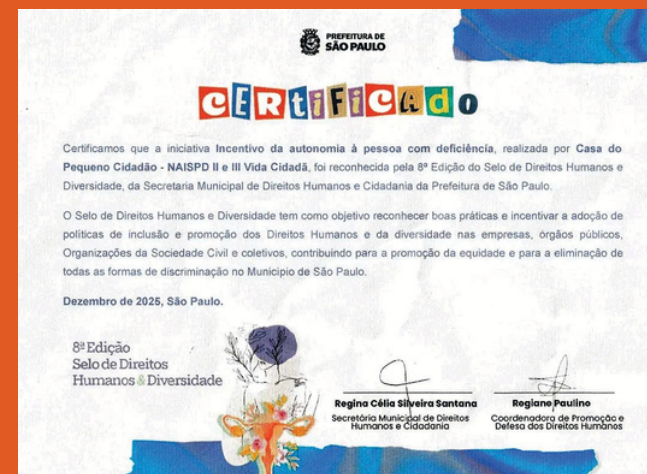 PREFEITURA DE
SÃO PAULO
CERtiFiCAdO
Certificamos que a iniciativa Incentivo da autonomia à pessoa com deficiência, realizada por Casa do
Pequeno Cidadão - NAISPD II e III Vida Cidadã, foi reconhecida pela 8ª Edição do Selo de Direitos Humanos e
Diversidade, da Secretaria Municipal de Direitos Humanos e Cidadania da Prefeitura de São Paulo.
O Selo de Direitos Humanos e Diversidade tem como objetivo reconhecer boas práticas e incentivar a adoção de
políticas de inclusão e promoção dos Direitos Humanos e da diversidade nas empresas, órgãos públicos,
Organizações da Sociedade Civil e coletivos, contribuindo para a promoção da equidade e para a eliminação de
todas as formas de discriminação no Município de São Paulo.
Dezembro de 2025, São Paulo.
8ª Edição
Selo de Direitos
Humanos & Diversidade
Regina Célia Silveira Santana
Secretária Municipal de Direitos
Humanos e Cidadania
Regiane Paulino
Coordenadora de Promoção e
Defesa dos Direitos Humanos